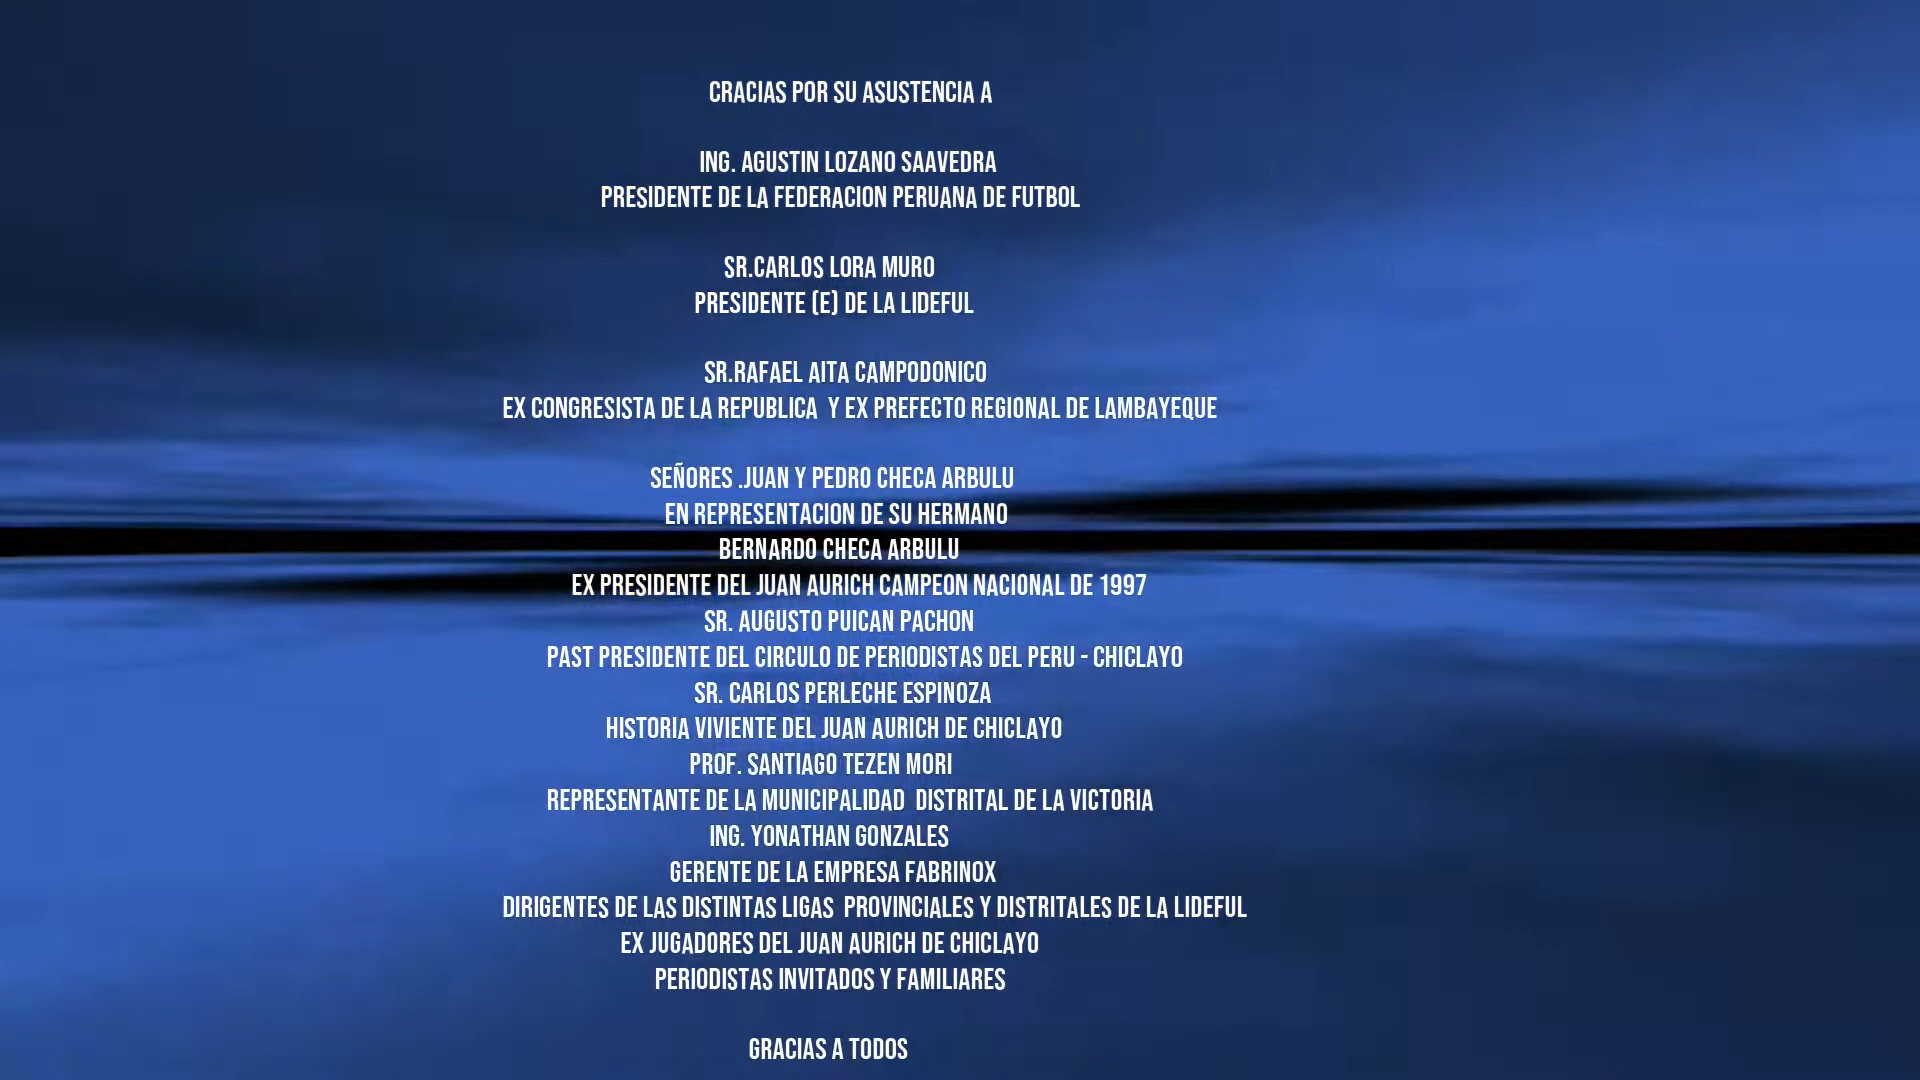 CRACIAS POR SU ASUSTENCIA A
ING. AGUSTIN LOZANO SAAVEDRA
PRESIDENTE DE LA FEDERACION PERUANA DE FUTBOL
SR.CARLOS LORA MURO
PRESIDENTE (E) DE LA LIDEFUL
SR.RAFAEL AITA CAMPODONICO
EX CONGRESISTA DE LA REPUBLICA  Y EX PREFECTO REGIONAL DE LAMBAYEQUE
SEÑORES .JUAN Y PEDRO CHECA ARBULU
EN REPRESENTACION DE SU HERMANO
BERNARDO CHECA ARBULU
EX PRESIDENTE DEL JUAN AURICH CAMPEON NACIONAL DE 1997
SR. AUGUSTO PUICAN PACHON
PAST PRESIDENTE DEL CIRCULO DE PERIODISTAS DEL PERU - CHICLAYO
SR. CARLOS PERLECHE ESPINOZA
HISTORIA VIVIENTE DEL JUAN AURICH DE CHICLAYO
PROF. SANTIAGO TEZEN MORI
REPRESENTANTE DE LA MUNICIPALIDAD  DISTRITAL DE LA VICTORIA
ING. YONATHAN GONZALES
GERENTE DE LA EMPRESA FABRINOX
DIRIGENTES DE LAS DISTINTAS LIGAS  PROVINCIALES Y DISTRITALES DE LA LIDEFUL
EX JUGADORES DEL JUAN AURICH DE CHICLAYO
PERIODISTAS INVITADOS Y FAMILIARES
GRACIAS A TODOS